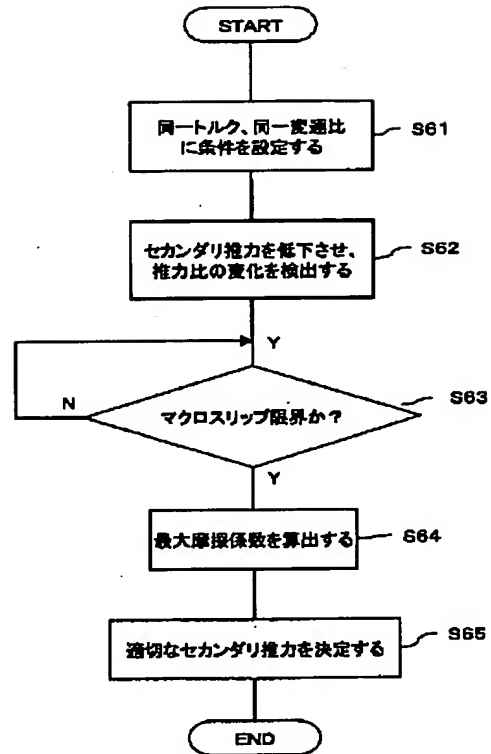 START
同一トルク、同一変速比
に条件を設定する
S61
セカンダリ推力を低下させ、
推力比の変化を検出する
S62
Y
N
マクロスリップ限界か？
S63
Y
最大摩擦係数を算出する
S64
適切なセカンダリ推力を決定する
S65
END